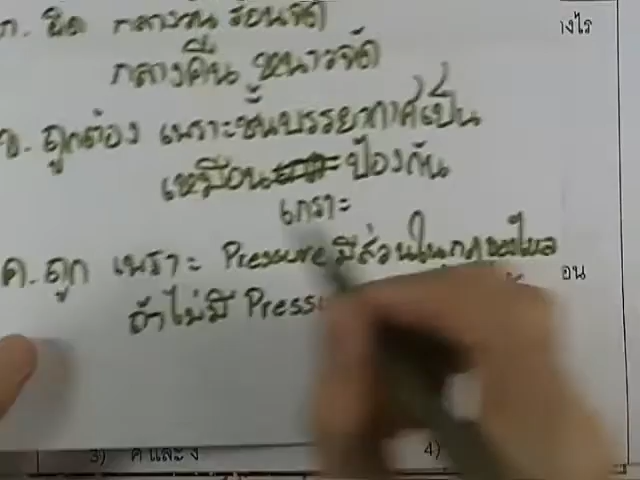 ก. ผิด กลางวัน ร้อนจัด
กลางคืน หนาวจัด
างไร
ข. ถูกต้อง เพราะชั้นบรรยากาศเป็น
เหมือน ป้องกัน
เกราะ
ค. ถูก เพราะ Pressure มีส่วนในการ
อน
ถ้าไม่มี
3) ค และ ง 4)